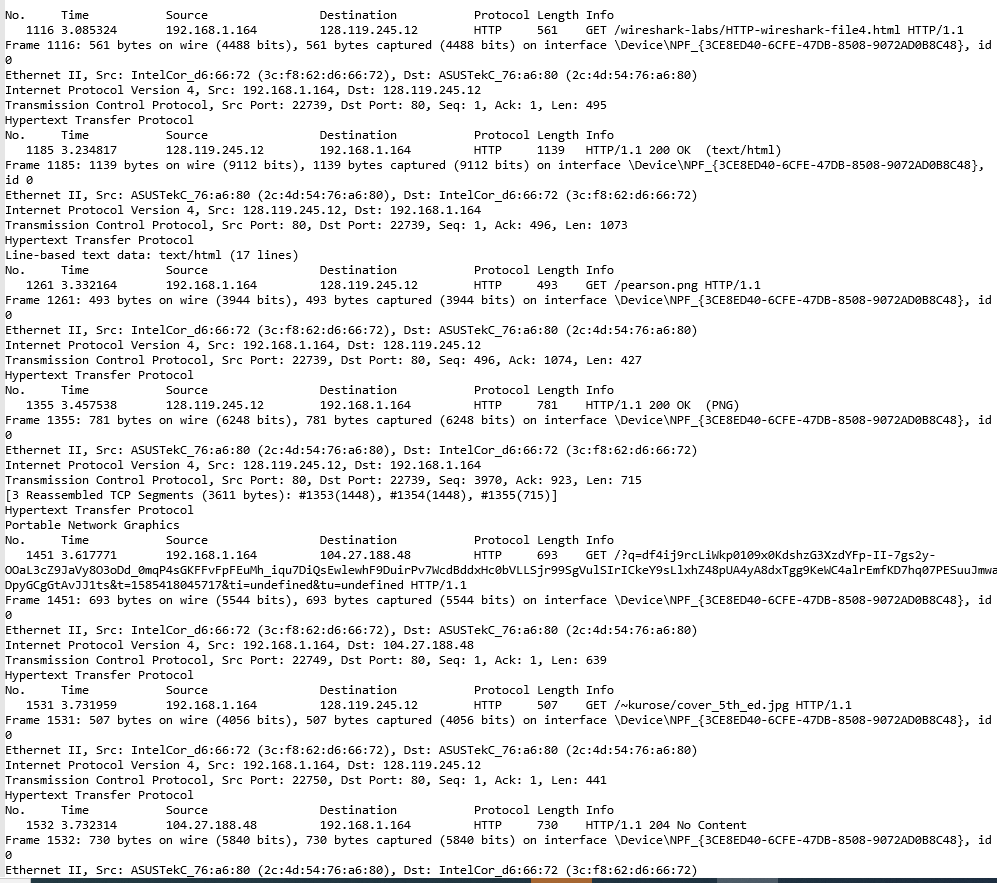 No. Time Source Destination Protocol Length Info
1116 3.085324 192.168.1.164 128.119.245.12 HTTP 561 GET /wireshark-labs/HTTP-wireshark-file4.html HTTP/1.1
Frame 1116: 561 bytes on wire (4488 bits), 561 bytes captured (4488 bits) on interface \Device\NPF_{3CE8ED40-6CFE-47DB-8508-9072AD0B8C48}, id
0
Ethernet II, Src: IntelCor_d6:66:72 (3c:f8:62:d6:66:72), Dst: ASUSTekC_76:a6:80 (2c:4d:54:76:a6:80)
Internet Protocol Version 4, Src: 192.168.1.164, Dst: 128.119.245.12
Transmission Control Protocol, Src Port: 22739, Dst Port: 80, Seq: 1, Ack: 1, Len: 495
Hypertext Transfer Protocol
No. Time Source Destination Protocol Length Info
1185 3.234817 128.119.245.12 192.168.1.164 HTTP 1139 HTTP/1.1 200 OK (text/html)
Frame 1185: 1139 bytes on wire (9112 bits), 1139 bytes captured (9112 bits) on interface \Device\NPF_{3CE8ED40-6CFE-47DB-8508-9072AD0B8C48},
id 0
Ethernet II, Src: ASUSTekC_76:a6:80 (2c:4d:54:76:a6:80), Dst: IntelCor_d6:66:72 (3c:f8:62:d6:66:72)
Internet Protocol Version 4, Src: 128.119.245.12, Dst: 192.168.1.164
Transmission Control Protocol, Src Port: 80, Dst Port: 22739, Seq: 1, Ack: 496, Len: 1073
Hypertext Transfer Protocol
Line-based text data: text/html (17 lines)
No. Time Source Destination Protocol Length Info
1261 3.332164 192.168.1.164 128.119.245.12 HTTP 493 GET /pearson.png HTTP/1.1
Frame 1261: 493 bytes on wire (3944 bits), 493 bytes captured (3944 bits) on interface \Device\NPF_{3CE8ED40-6CFE-47DB-8508-9072AD0B8C48}, id
0
Ethernet II, Src: IntelCor_d6:66:72 (3c:f8:62:d6:66:72), Dst: ASUSTekC_76:a6:80 (2c:4d:54:76:a6:80)
Internet Protocol Version 4, Src: 192.168.1.164, Dst: 128.119.245.12
Transmission Control Protocol, Src Port: 22739, Dst Port: 80, Seq: 496, Ack: 1074, Len: 427
Hypertext Transfer Protocol
No. Time Source Destination Protocol Length Info
1355 3.457538 128.119.245.12 192.168.1.164 HTTP 781 HTTP/1.1 200 OK (PNG)
Frame 1355: 781 bytes on wire (6248 bits), 781 bytes captured (6248 bits) on interface \Device\NPF_{3CE8ED40-6CFE-47DB-8508-9072AD0B8C48}, id
0
Ethernet II, Src: ASUSTekC_76:a6:80 (2c:4d:54:76:a6:80), Dst: IntelCor_d6:66:72 (3c:f8:62:d6:66:72)
Internet Protocol Version 4, Src: 128.119.245.12, Dst: 192.168.1.164
Transmission Control Protocol, Src Port: 80, Dst Port: 22739, Seq: 3970, Ack: 923, Len: 715
[3 Reassembled TCP Segments (3611 bytes): #1353(1448), #1354(1448), #1355(715)]
Hypertext Transfer Protocol
Portable Network Graphics
No. Time Source Destination Protocol Length Info
1451 3.617771 192.168.1.164 104.27.188.48 HTTP 693 GET /?q=df4ij9rcLiWkp0109x0KdshzG3XzdYFp-II-7gs2y-
OOaL3cZ9JaVy8O3oDd_0mqP4sGKFFvFpFEuMh_iqu7DiQsEwlewhF9DuirPv7WcdBddxHc0bVLLSjr99SgVulSIrICkeY9sLlxhZ48pUA4yA8dxTgg9KeWC4alrEmfKD7hq07PESuuJmwa
DpyGCgGtAvJJ1ts&t=1585418045717&ti=undefined&tu=undefined HTTP/1.1
Frame 1451: 693 bytes on wire (5544 bits), 693 bytes captured (5544 bits) on interface \Device\NPF_{3CE8ED40-6CFE-47DB-8508-9072AD0B8C48}, id
0
Ethernet II, Src: IntelCor_d6:66:72 (3c:f8:62:d6:66:72), Dst: ASUSTekC_76:a6:80 (2c:4d:54:76:a6:80)
Internet Protocol Version 4, Src: 192.168.1.164, Dst: 104.27.188.48
Transmission Control Protocol, Src Port: 22749, Dst Port: 80, Seq: 1, Ack: 1, Len: 639
Hypertext Transfer Protocol
No. Time Source Destination Protocol Length Info
1531 3.731959 192.168.1.164 128.119.245.12 HTTP 507 GET /~kurose/cover_5th_ed.jpg HTTP/1.1
Frame 1531: 507 bytes on wire (4056 bits), 507 bytes captured (4056 bits) on interface \Device\NPF_{3CE8ED40-6CFE-47DB-8508-9072AD0B8C48}, id
0
Ethernet II, Src: IntelCor_d6:66:72 (3c:f8:62:d6:66:72), Dst: ASUSTekC_76:a6:80 (2c:4d:54:76:a6:80)
Internet Protocol Version 4, Src: 192.168.1.164, Dst: 128.119.245.12
Transmission Control Protocol, Src Port: 22750, Dst Port: 80, Seq: 1, Ack: 1, Len: 441
Hypertext Transfer Protocol
No. Time Source Destination Protocol Length Info
1532 3.732314 104.27.188.48 192.168.1.164 HTTP 730 HTTP/1.1 204 No Content
Frame 1532: 730 bytes on wire (5840 bits), 730 bytes captured (5840 bits) on interface \Device\NPF_{3CE8ED40-6CFE-47DB-8508-9072AD0B8C48}, id
0
Ethernet II, Src: ASUSTekC_76:a6:80 (2c:4d:54:76:a6:80), Dst: IntelCor_d6:66:72 (3c:f8:62:d6:66:72)